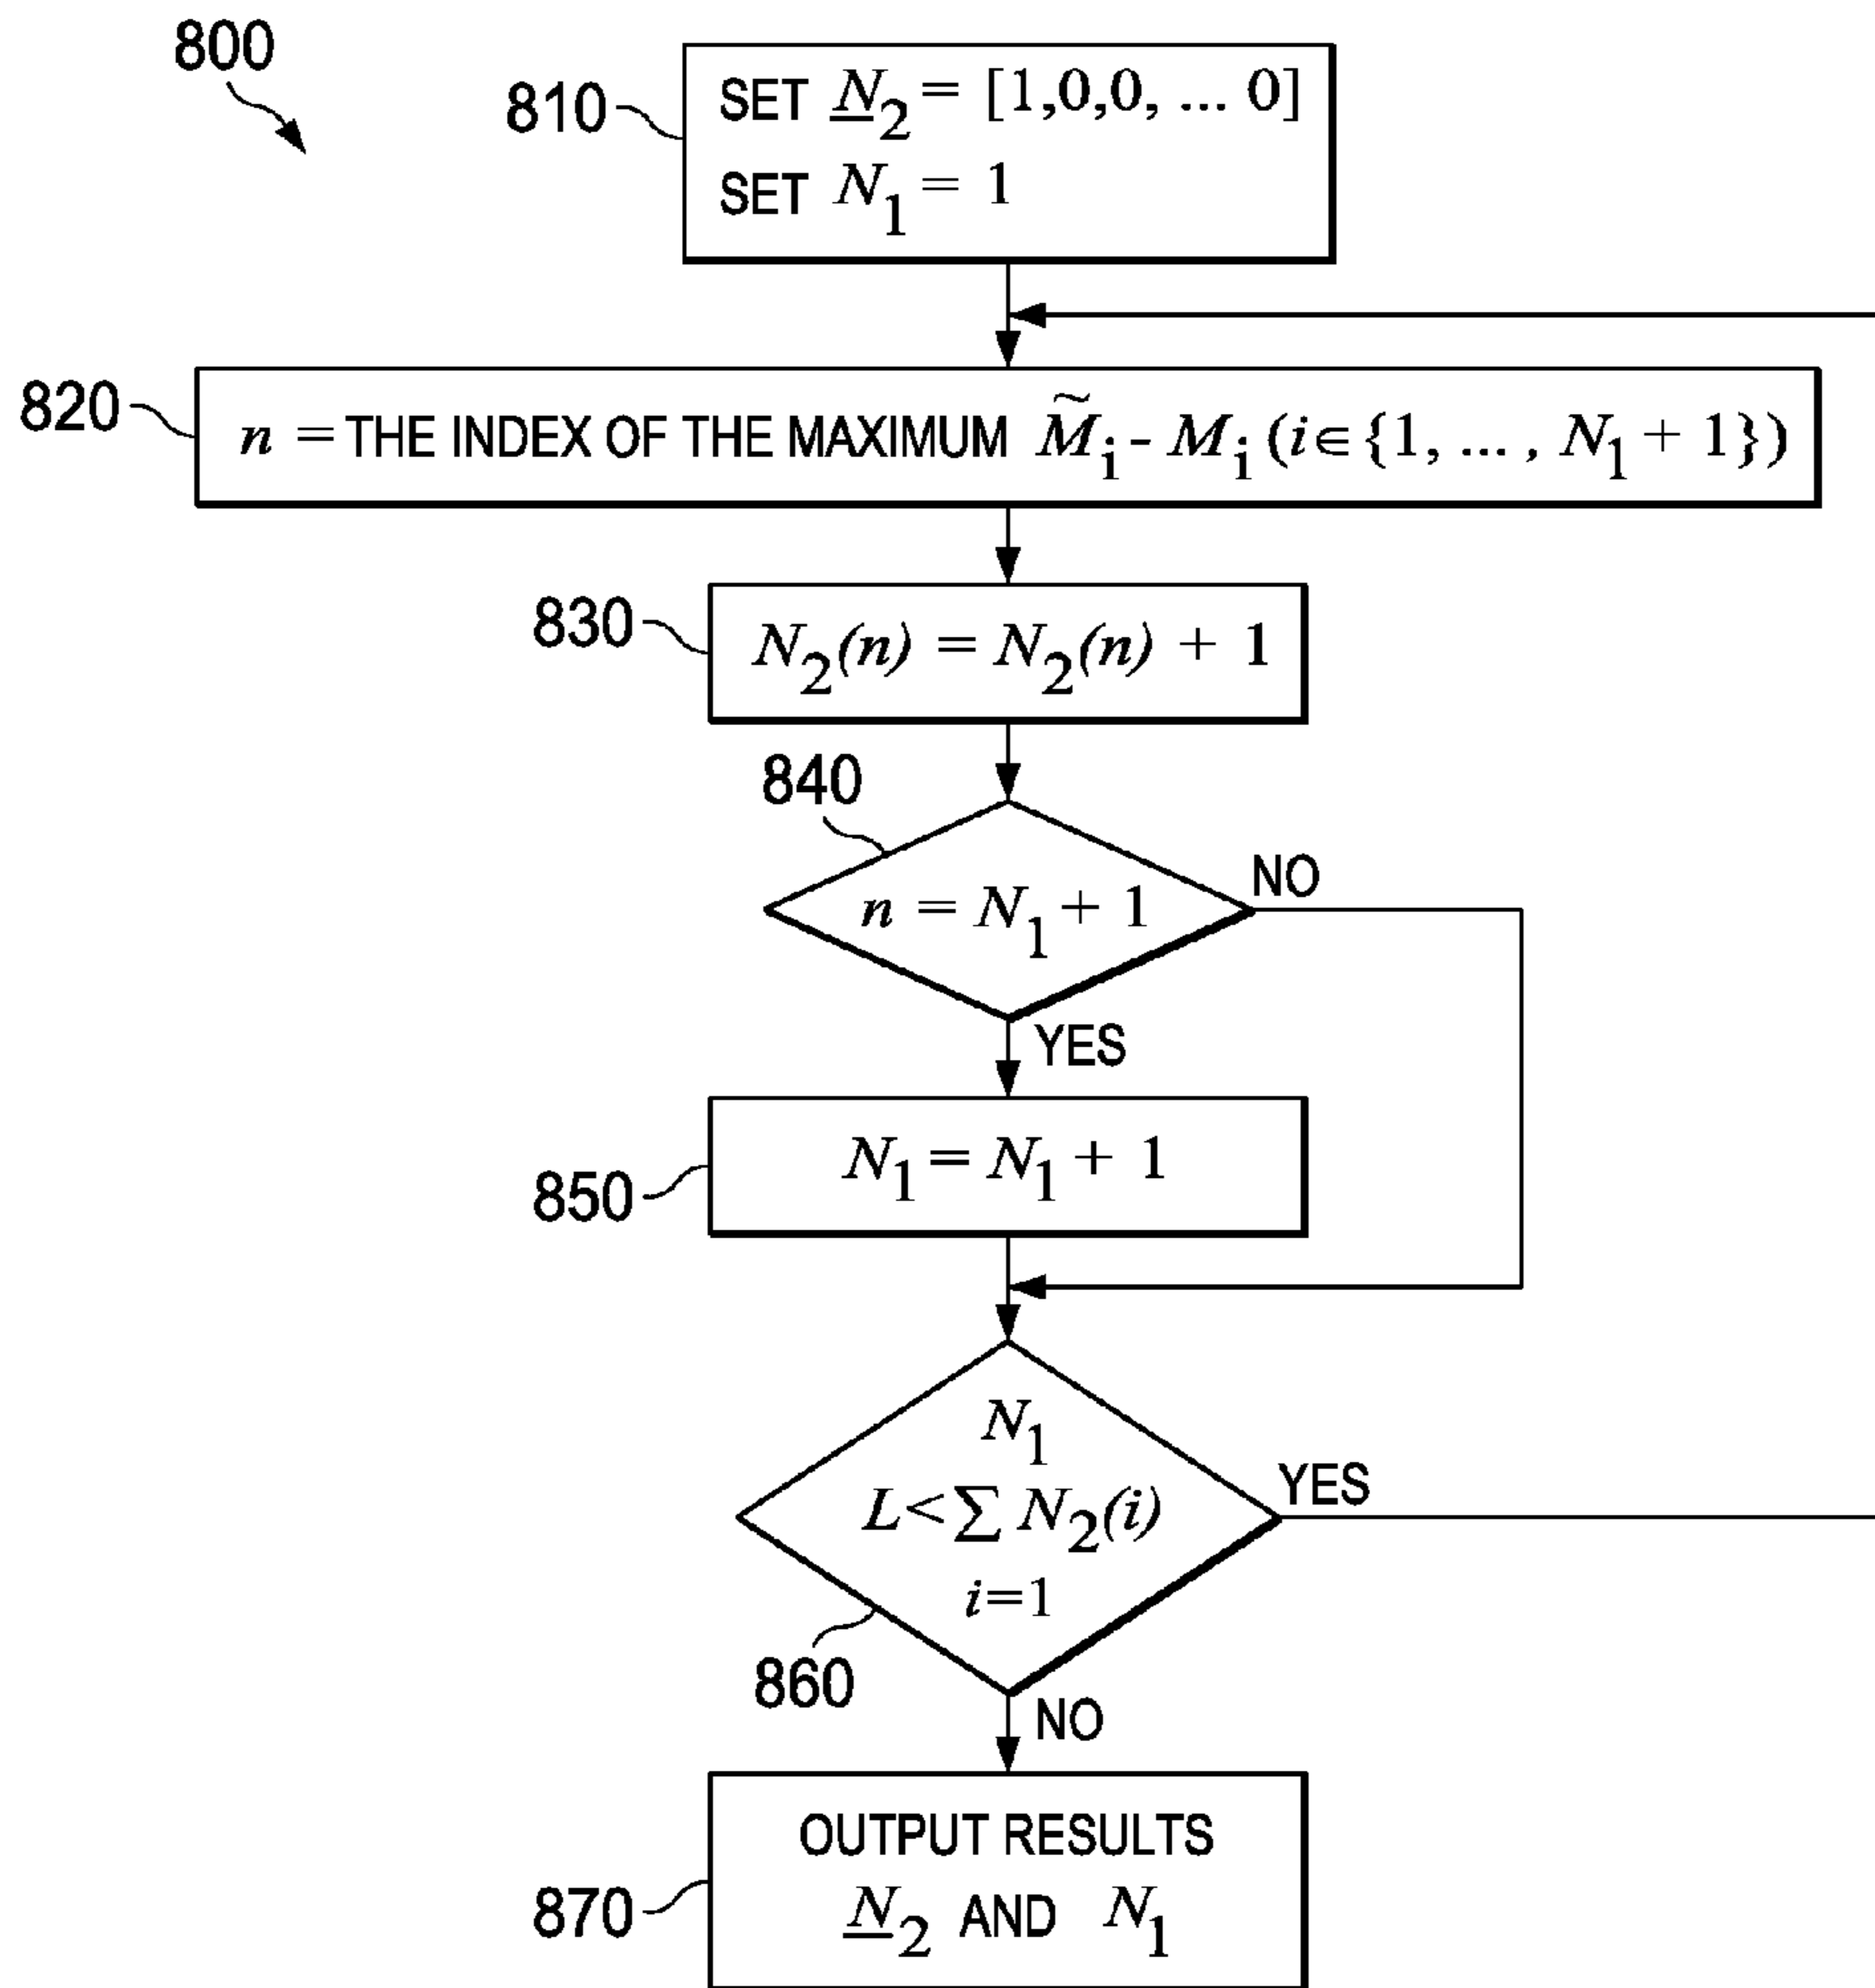 800
810
SET N₂ = [1,0,0, ... 0]
SET N₁ = 1
820
n = THE INDEX OF THE MAXIMUM M̃ᵢ - Mᵢ (i∈{1, ... , N₁ + 1})
830
N₂(n) = N₂(n) + 1
840
n = N₁ + 1
NO
YES
850
N₁ = N₁ + 1
N₁
L < ∑ N₂(i)
i=1
YES
860
NO
OUTPUT RESULTS
870
N₂ AND N₁